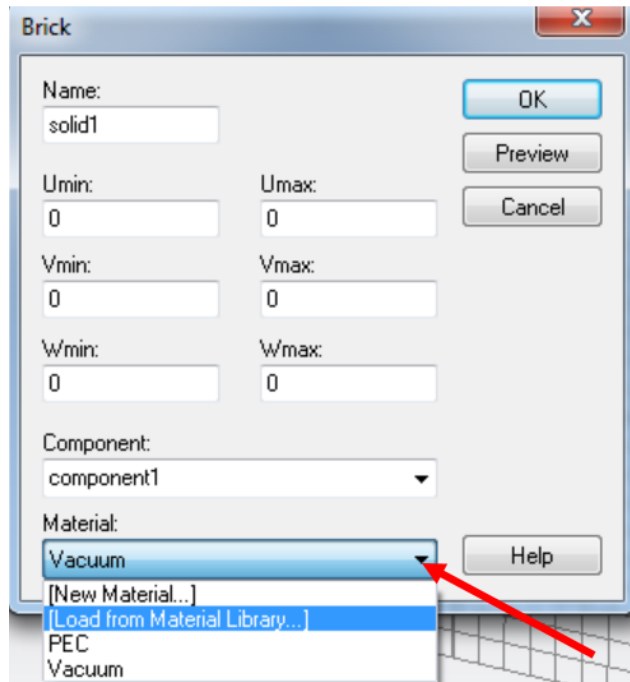 Brick
Name:
solid1
OK
Preview
Umin:
Umax:
0
0
Cancel
Vmin:
Vmax:
0
0
Wmin:
Wmax:
0
0
Component:
component1
Material:
Vacuum
Help
[New Material...]
[Load from Material Library...]
PEC
Vacuum